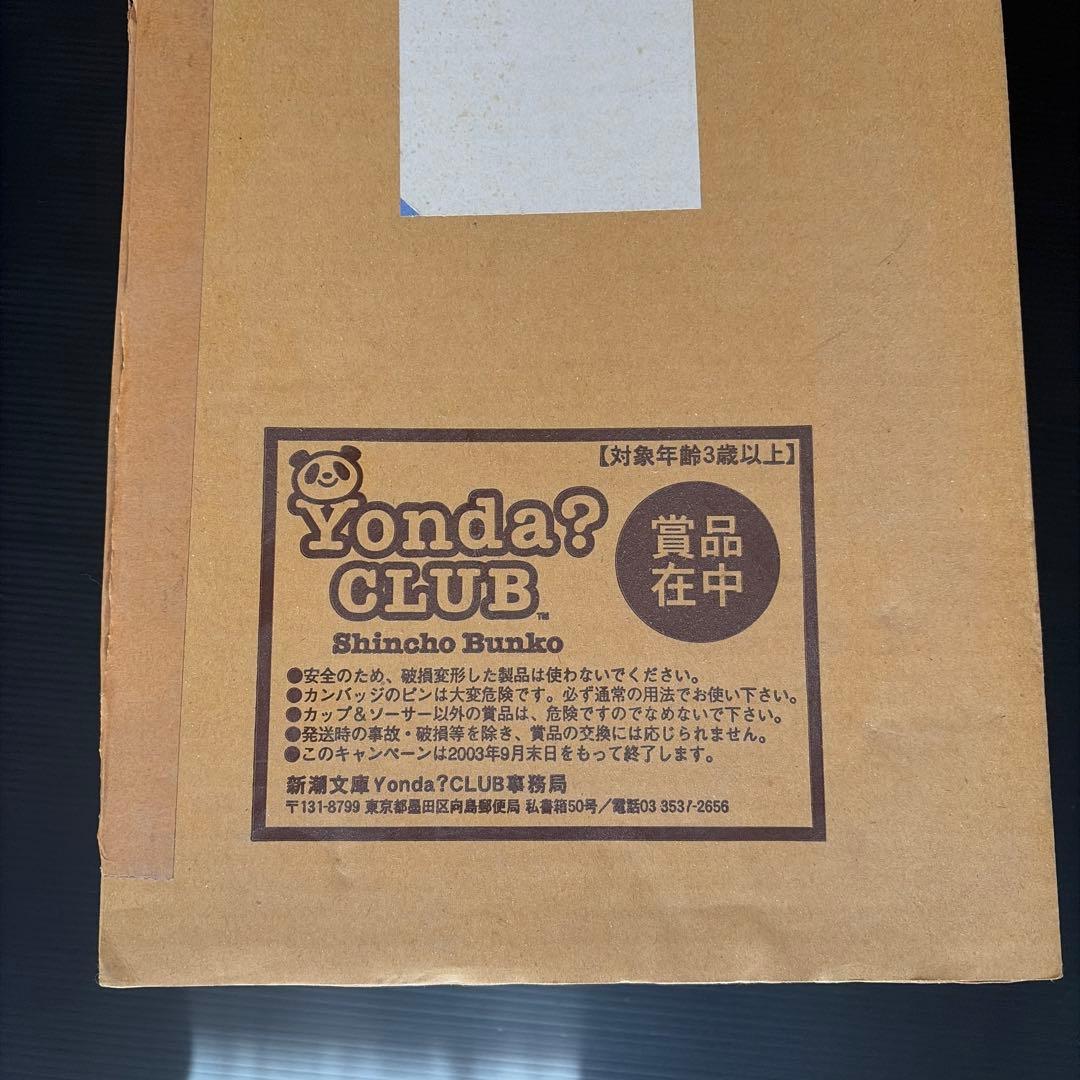 【対象年齢3歳以上】
Yonda?
CLUB™
Shincho Bunko
賞品
在中
●安全のため、破損変形した製品は使わないでください。
●カンバッジのピンは大変危険です。必ず通常の用法でお使い下さい。
●カップ&ソーサー以外の賞品は、危険ですのでなめないで下さい。
●発送時の事故・破損等を除き、賞品の交換には応じられません。
●このキャンペーンは2003年9月末日をもって終了します。
新潮文庫Yonda?CLUB事務局
〒131-8799 東京都墨田区向島郵便局 私書箱50号/電話03 3537-2656